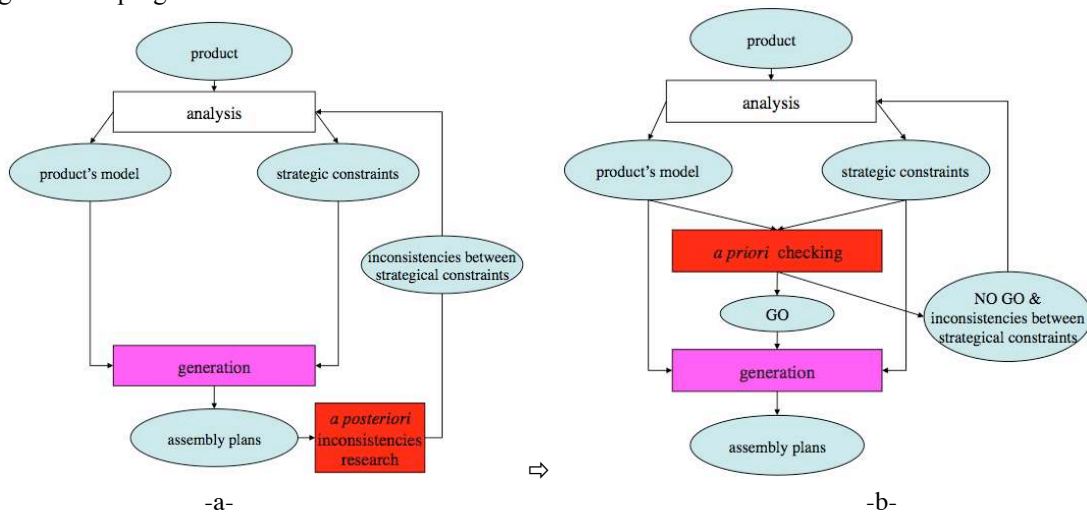 product
analysis
product's model
strategic constraints
inconsistencies between
strategical constraints
generation
assembly plans
a posteriori
inconsistencies
research
-a-
⇨
product
analysis
product's model
strategic constraints
a priori checking
GO
NO GO &
inconsistencies between
strategical constraints
generation
assembly plans
-b-